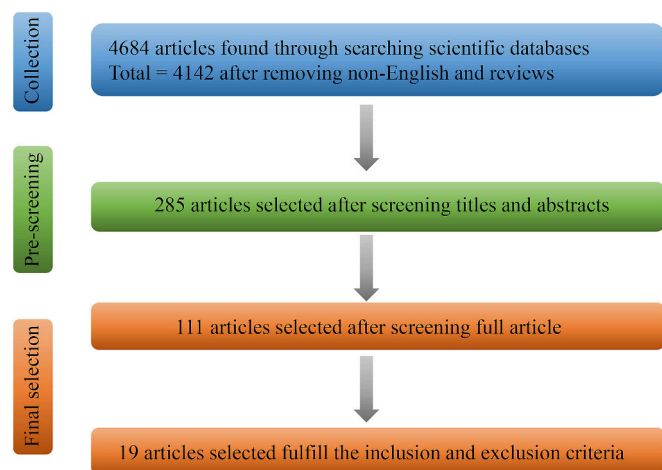 Collection
4684 articles found through searching scientific databases
Total = 4142 after removing non-English and reviews
Pre-screening
285 articles selected after screening titles and abstracts
Final selection
111 articles selected after screening full article
19 articles selected fulfill the inclusion and exclusion criteria